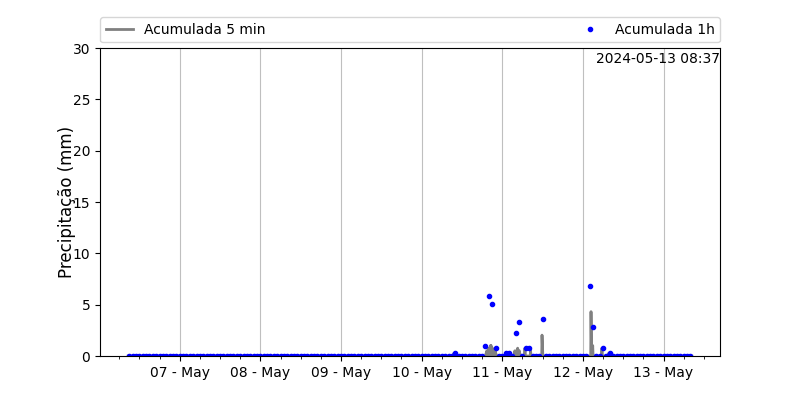 Acumulada 5 min
Acumulada 1h
2024-05-13 08:37
Precipitação (mm)
30
25
20
15
10
5
0
07 - May
08 - May
09 - May
10 - May
11 - May
12 - May
13 - May